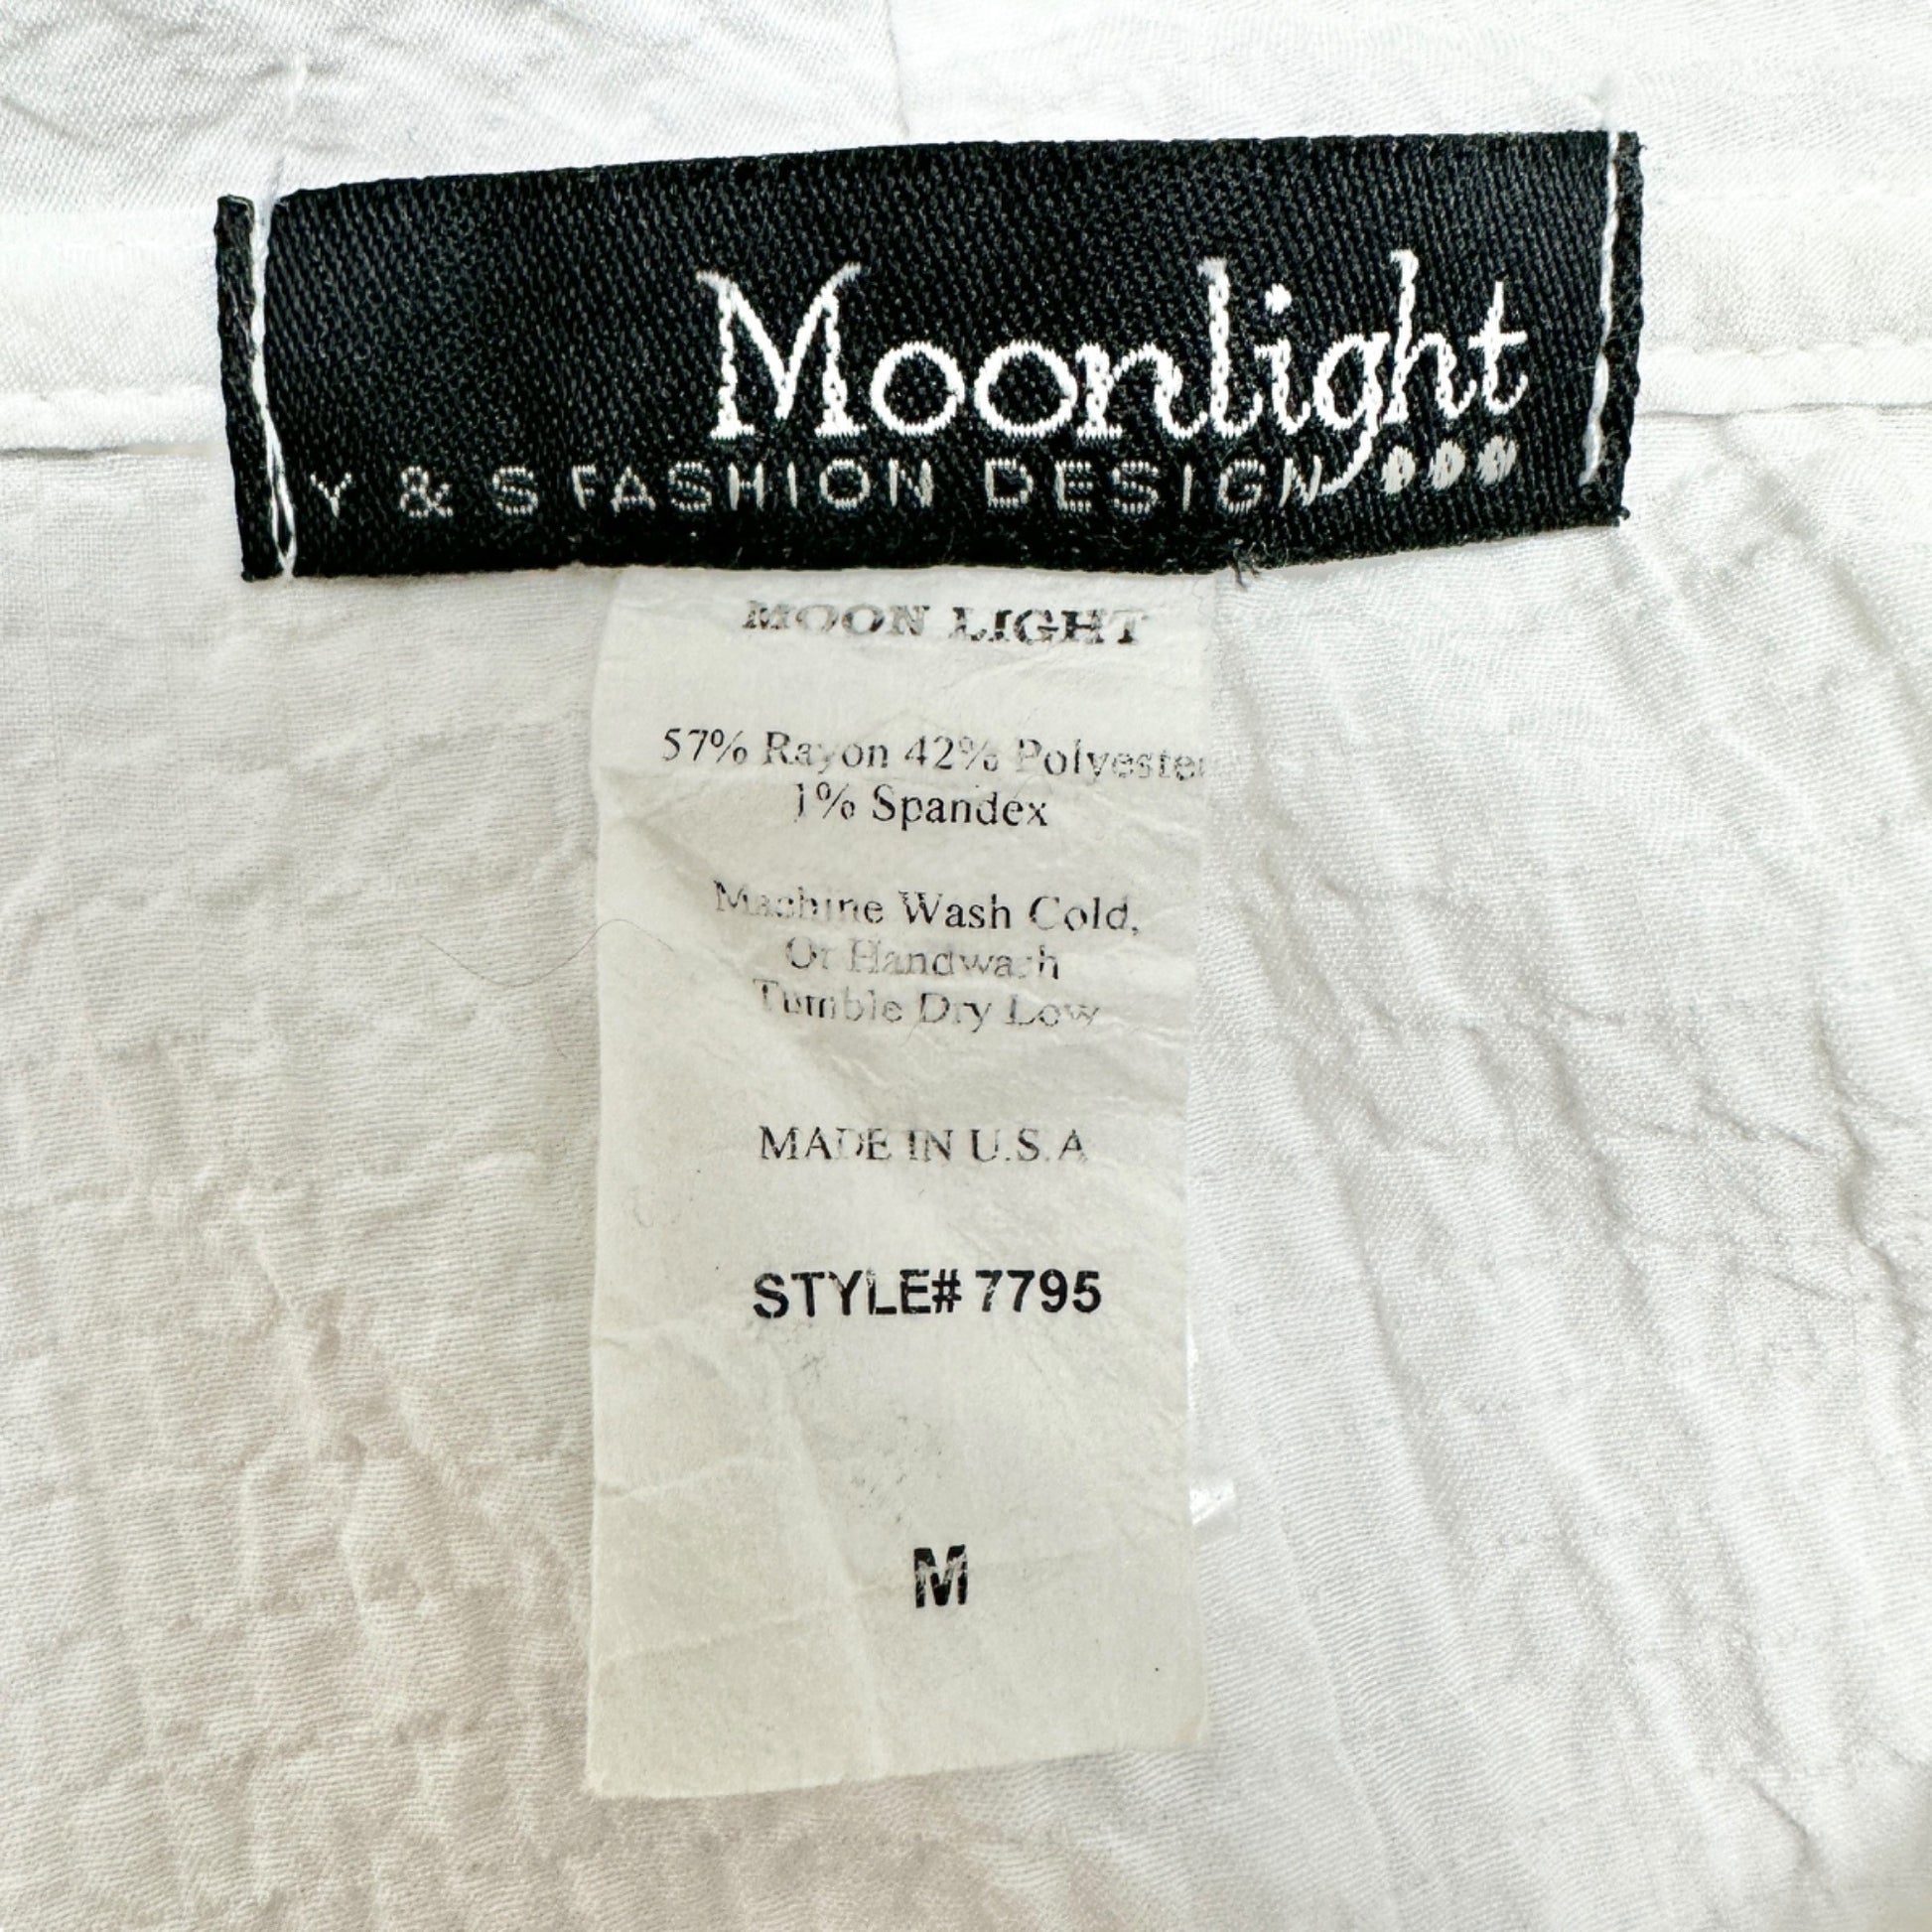 Moonlight
Y & S FASHION DESIGN
MOON LIGHT
57% Rayon 42% Polyester
1% Spandex
Machine Wash Cold,
Or Handwash
Tumble Dry Low
MADE IN U.S.A
STYLE# 7795
M